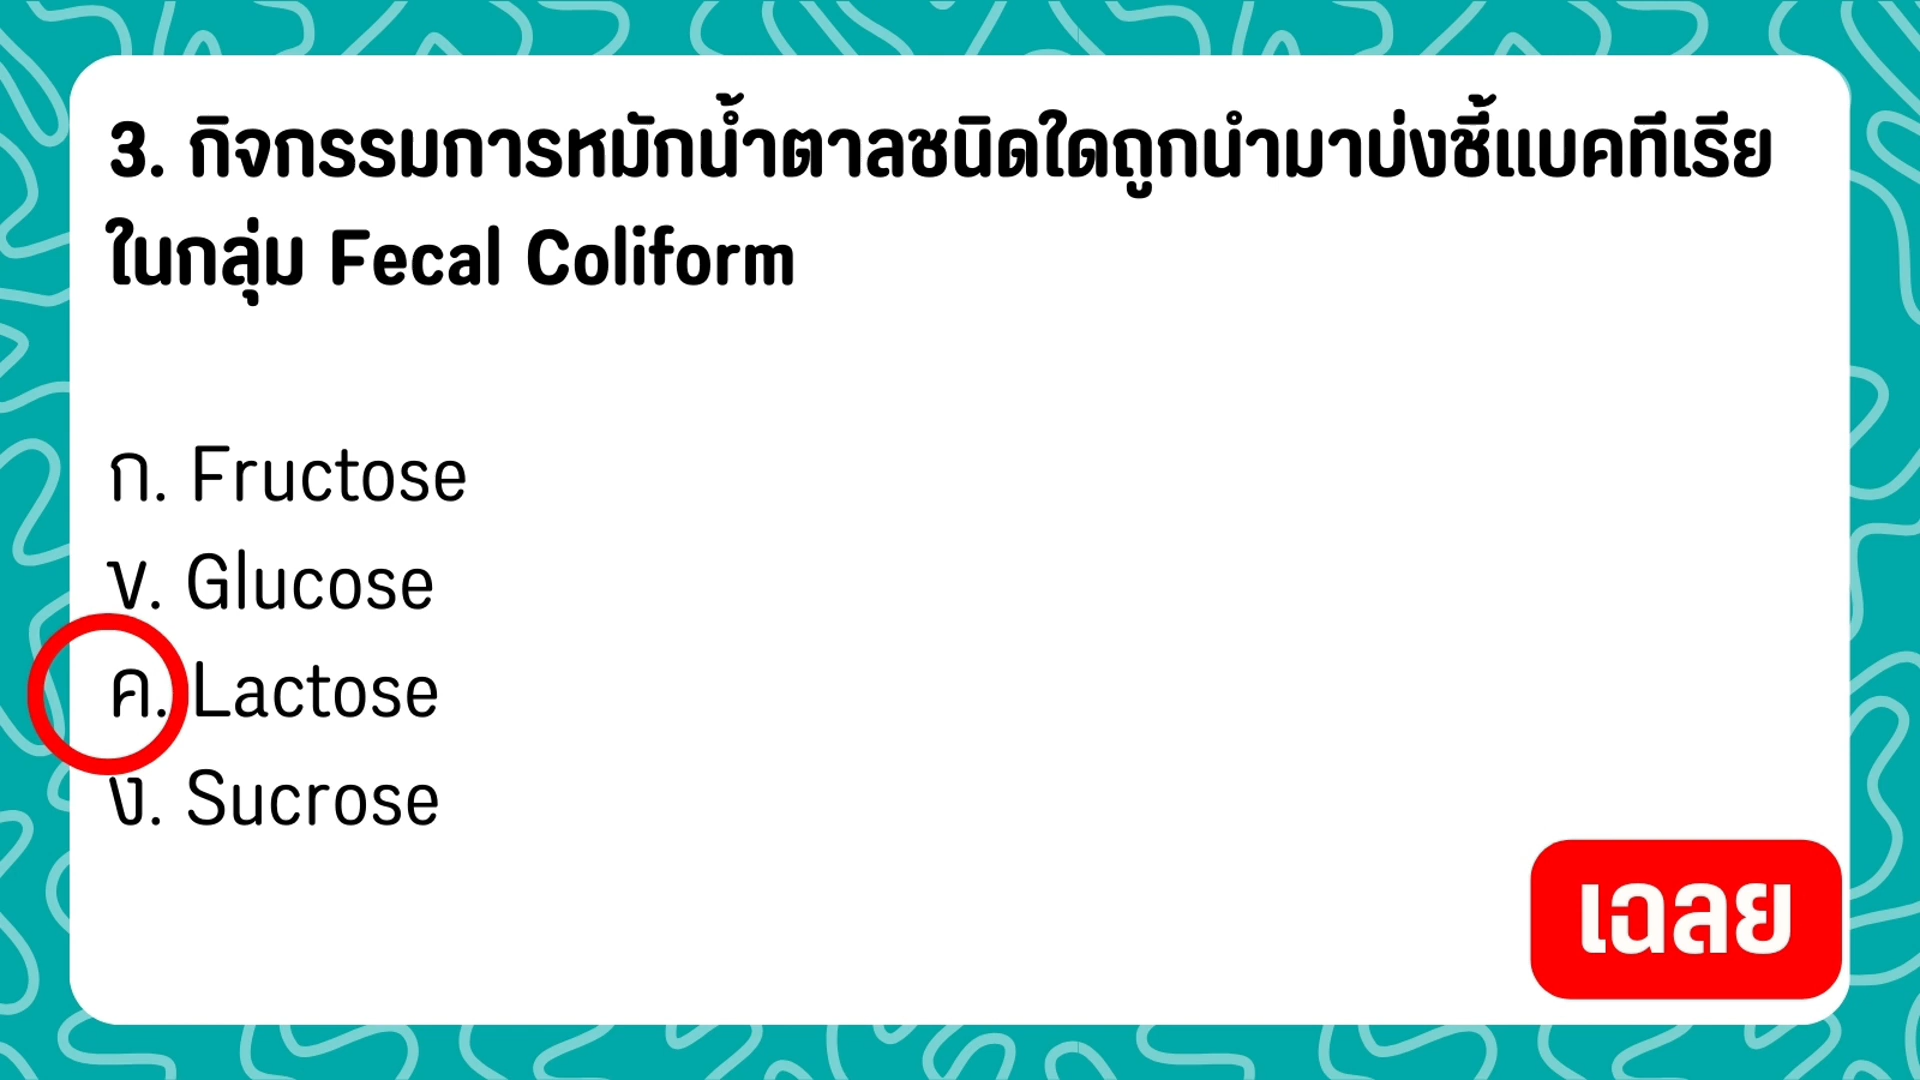 3. กิจกรรมการหมักน้ำตาลชนิดใดถูกนำมาบ่งชี้แบคทีเรีย
ในกลุ่ม Fecal Coliform
ก. Fructose
ข. Glucose
ค. Lactose
ง. Sucrose
เฉลย